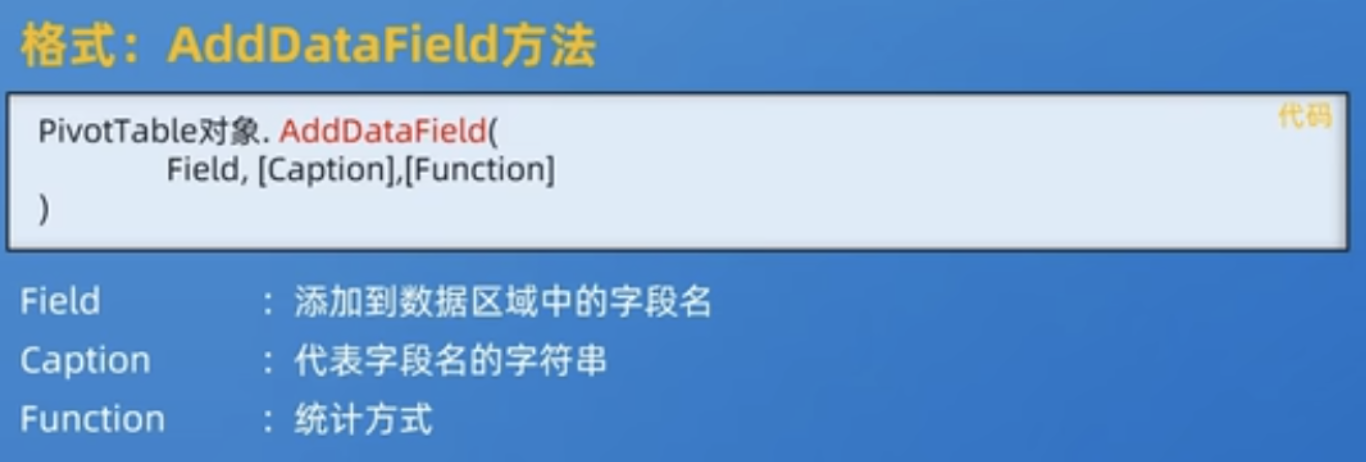 格式：AddDataField方法
代码
PivotTable对象. AddDataField(
Field, [Caption],[Function]
)
Field ：添加到数据区域中的字段名
Caption ：代表字段名的字符串
Function ：统计方式